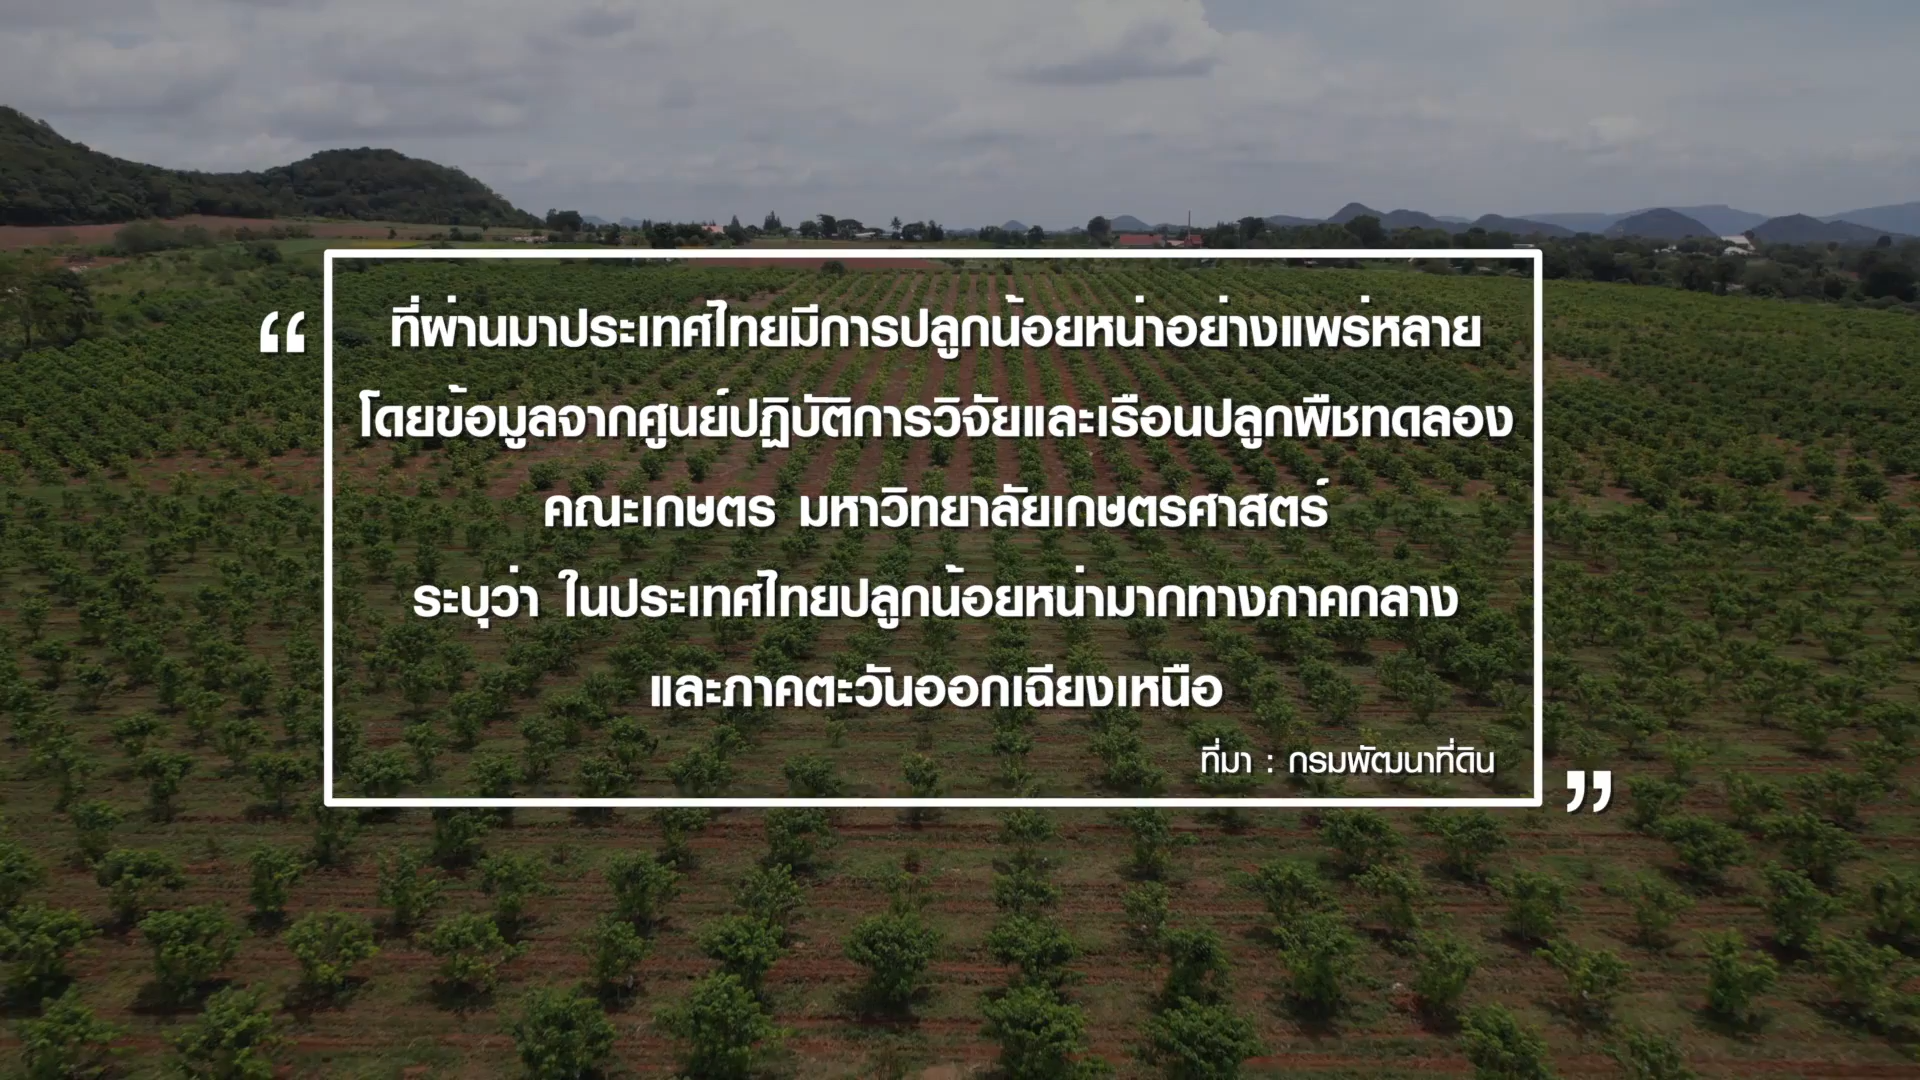 “ ที่ผ่านมาประเทศไทยมีการปลูกน้อยหน่าอย่างแพร่หลาย
โดยข้อมูลจากศูนย์ปฏิบัติการวิจัยและเรือนปลูกพืชทดลอง
คณะเกษตร มหาวิทยาลัยเกษตรศาสตร์
ระบุว่า ในประเทศไทยปลูกน้อยหน่ามากทางภาคกลาง
และภาคตะวันออกเฉียงเหนือ
ที่มา : กรมพัฒนาที่ดิน ”